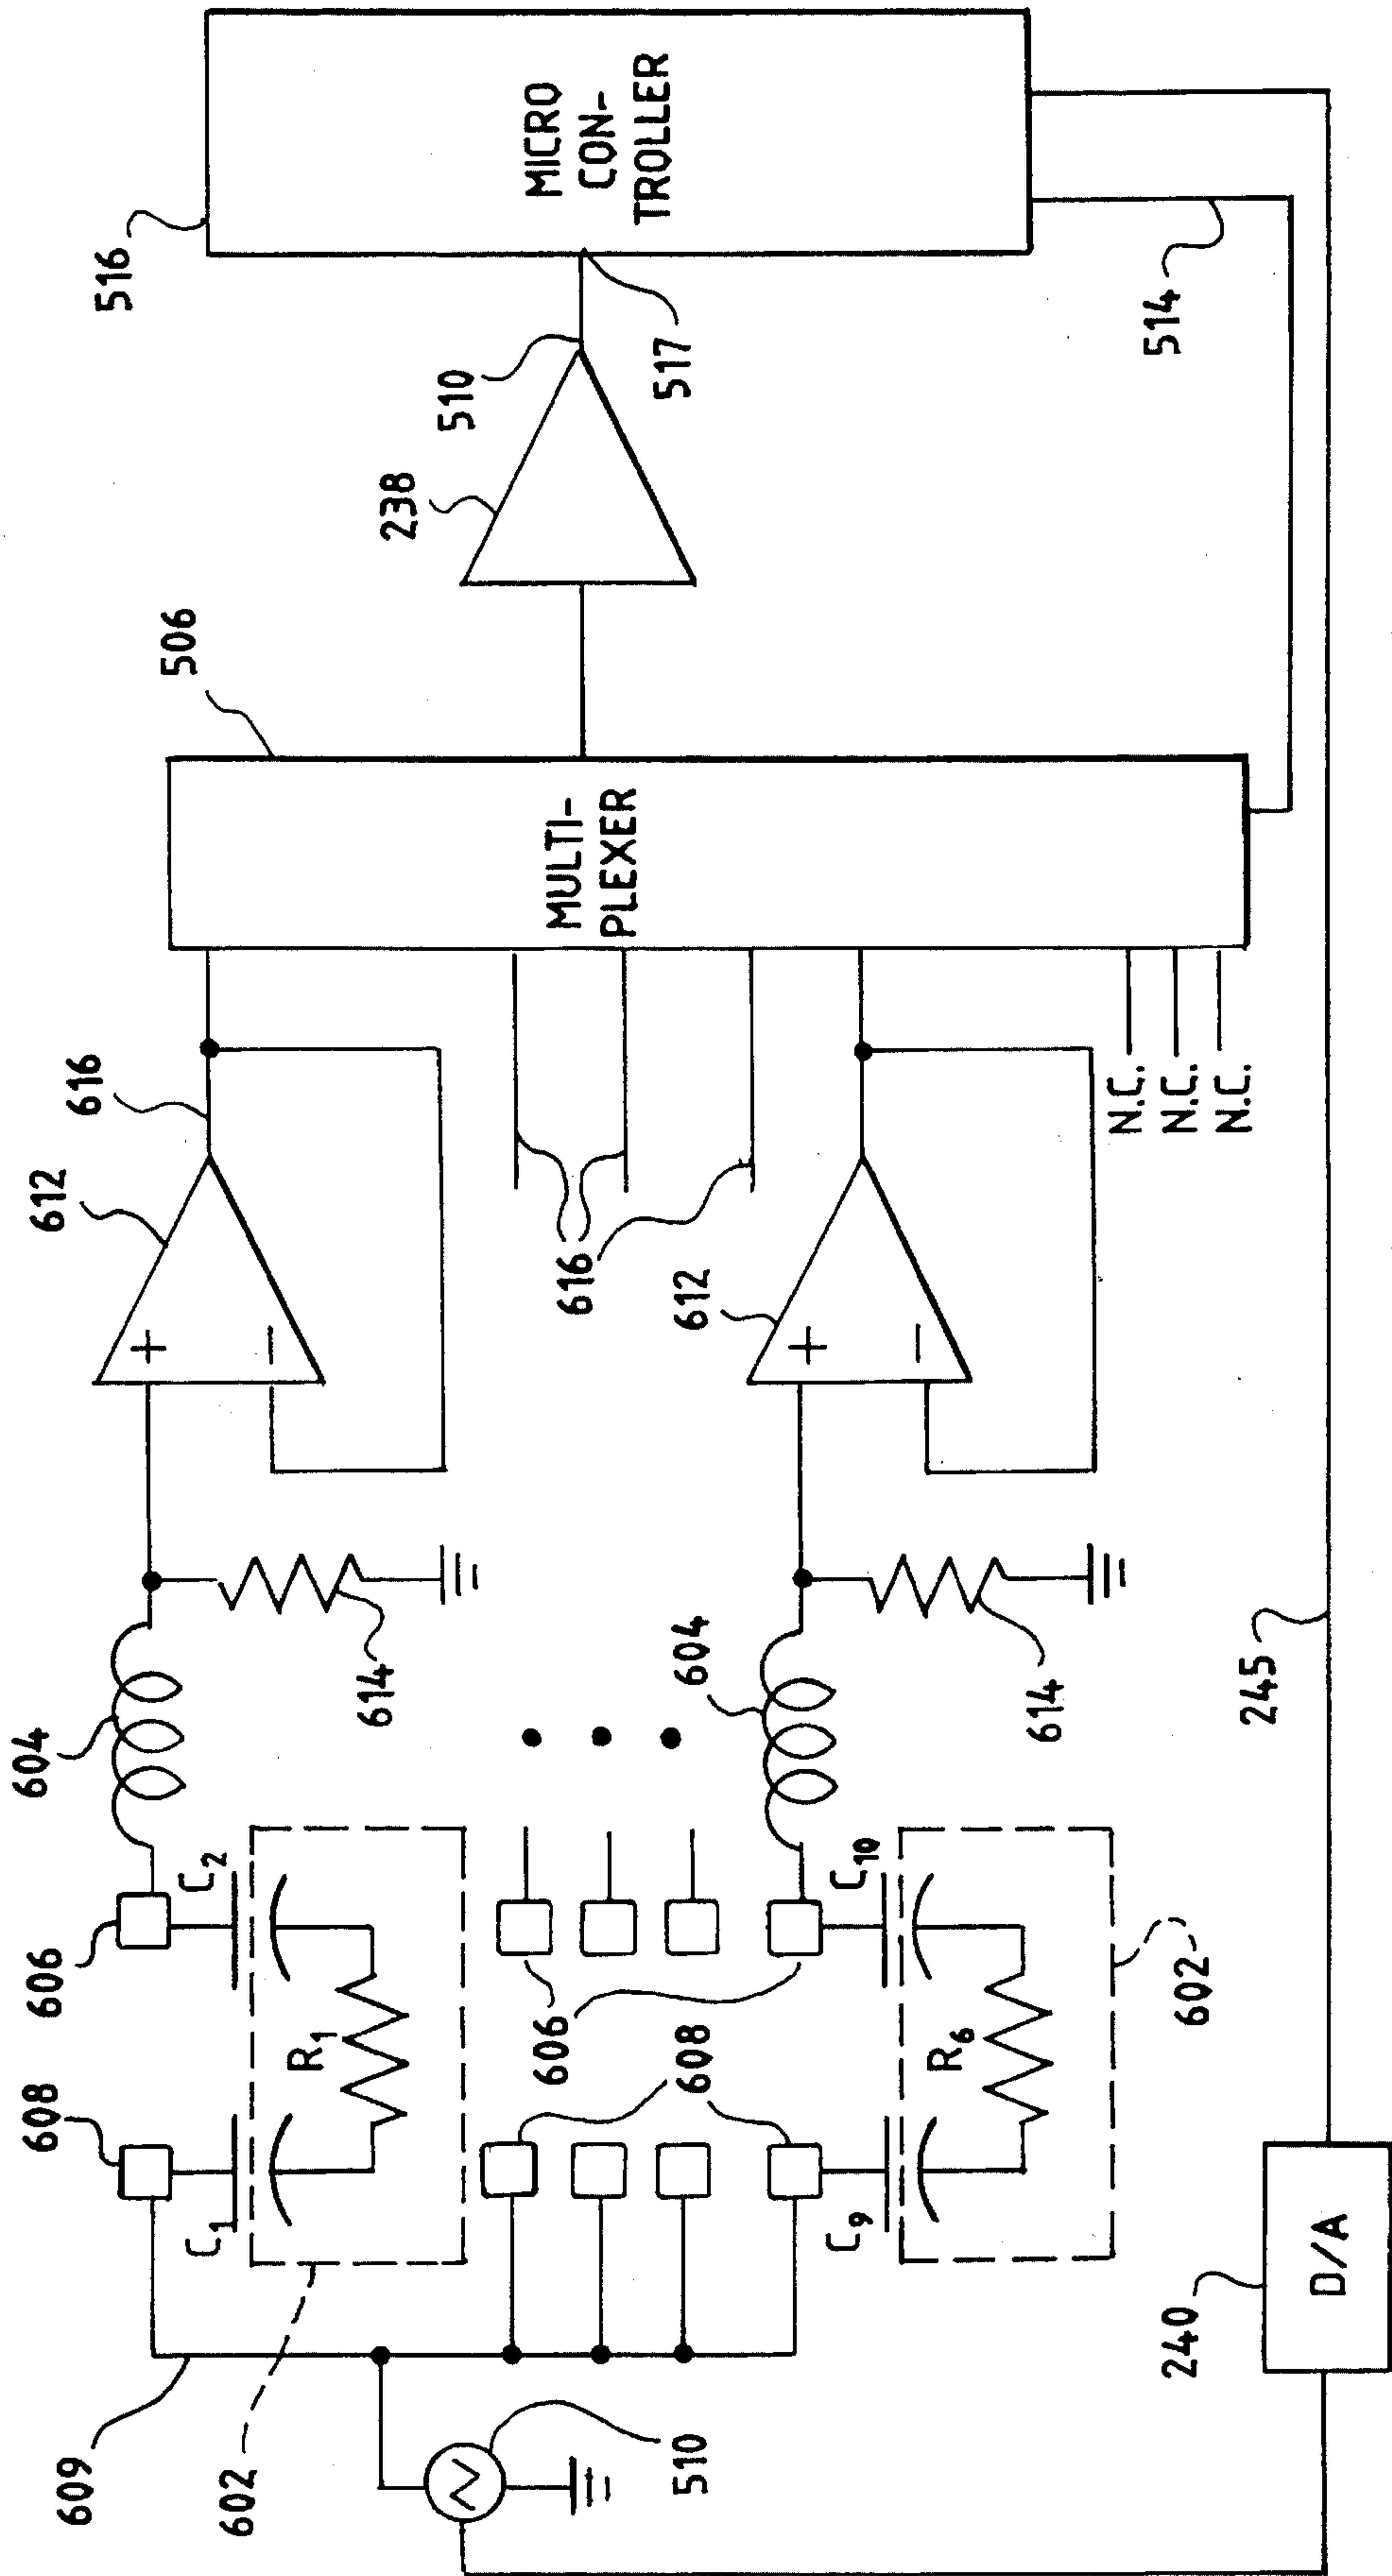 516
MICRO
CON-
TROLLER
510
517
514
238
506
MULTI-
PLEXER
616
612
616
612
N.C.
N.C.
N.C.
604
614
604
614
245
606
C2
608
C1
R1
606
608
C10
C9
R6
602
609
602
510
240
D/A